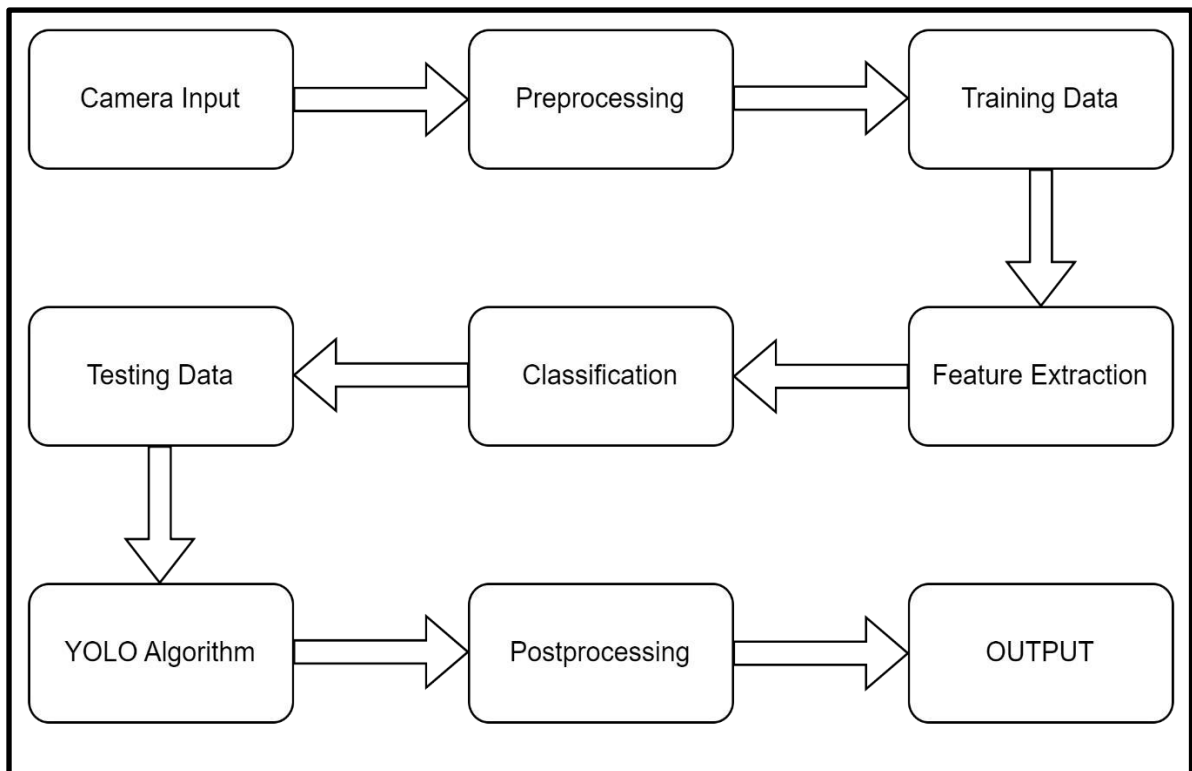 Camera Input
Preprocessing
Training Data
Testing Data
Classification
Feature Extraction
YOLO Algorithm
Postprocessing
OUTPUT